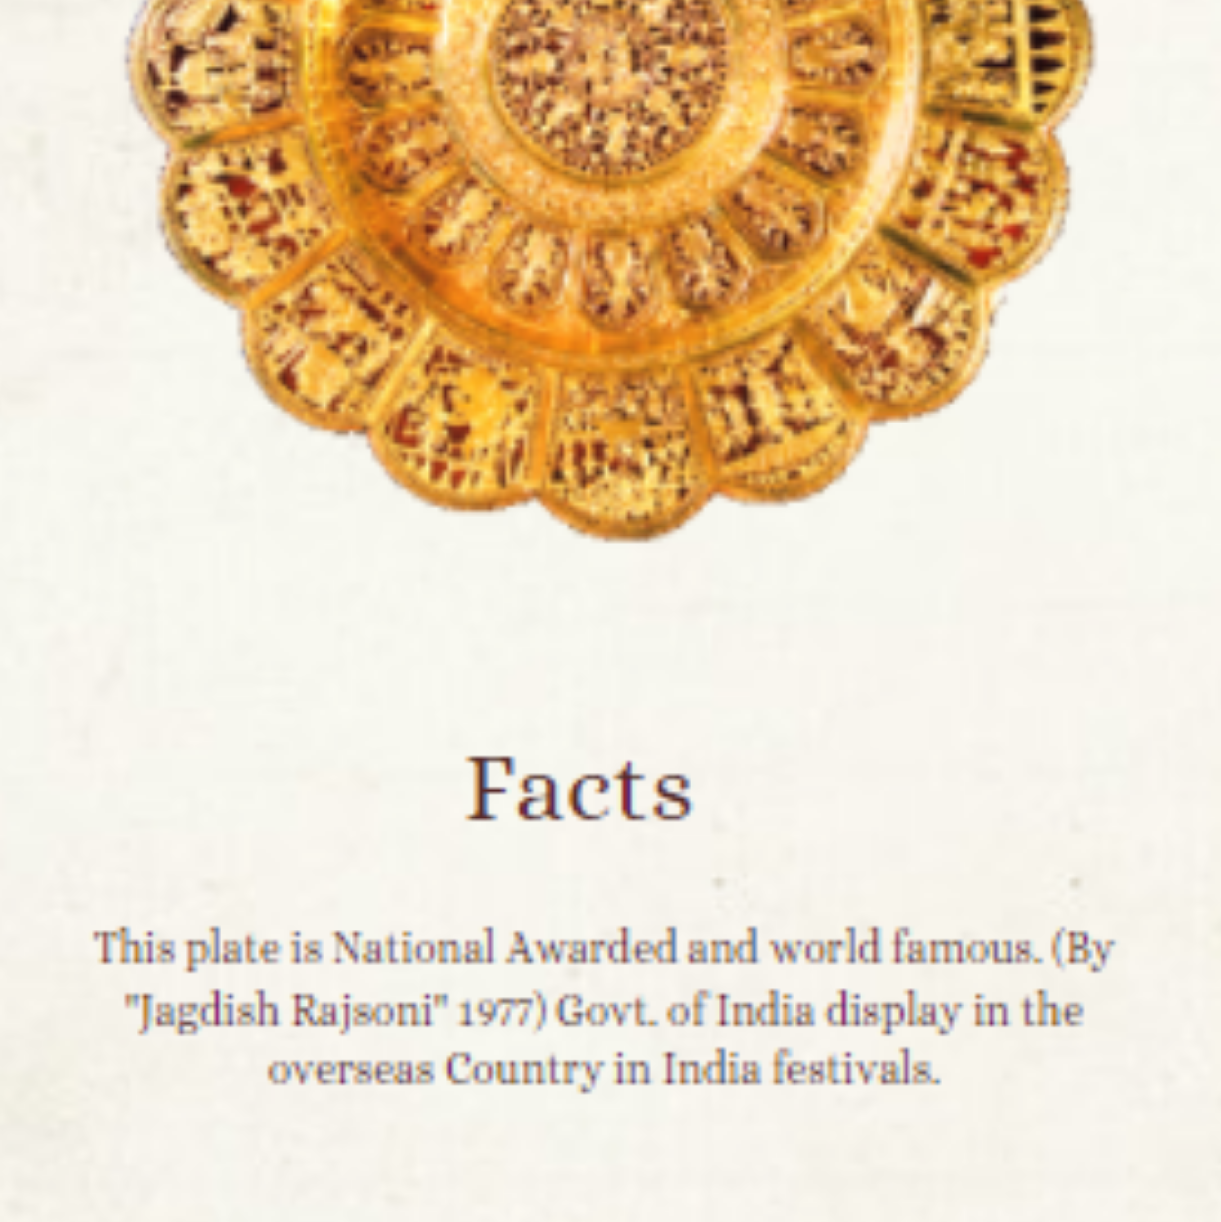 Facts
This plate is National Awarded and world famous. (By
"Jagdish Rajsoni" 1977) Govt. of India display in the
overseas Country in India festivals.